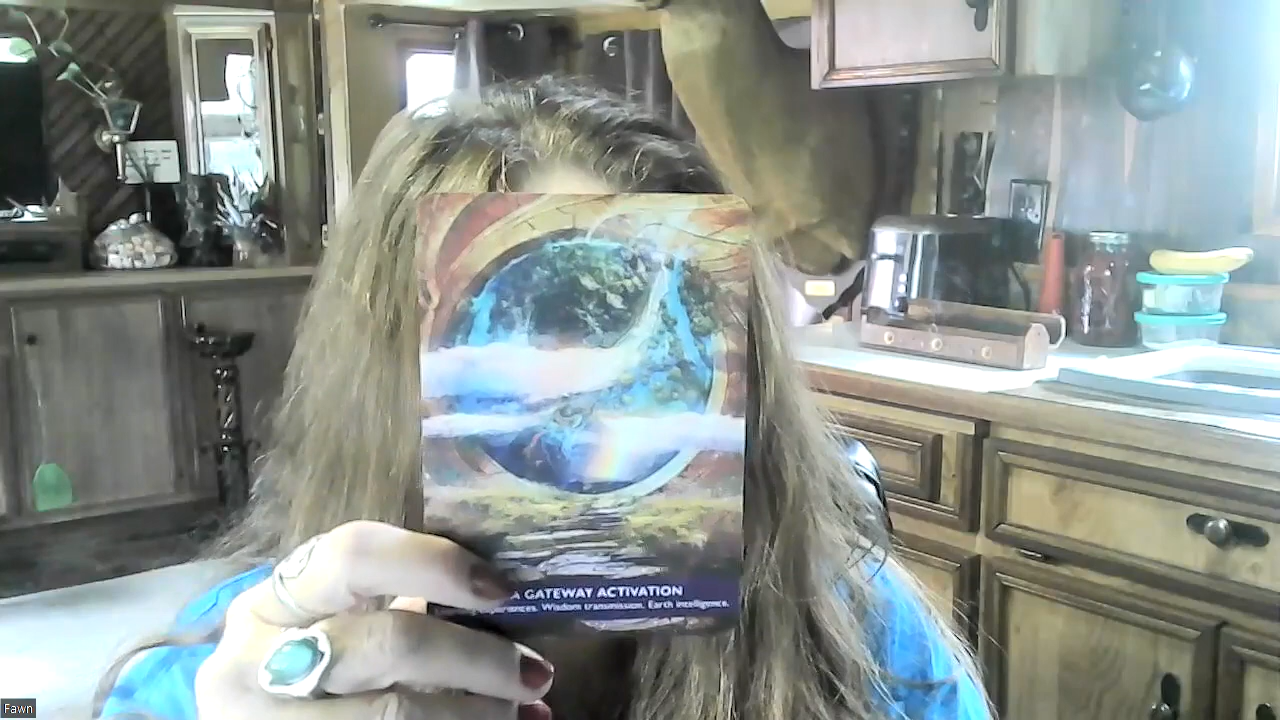 A GATEWAY ACTIVATION
Wisdom transmission. Earth intelligence.
Fawn